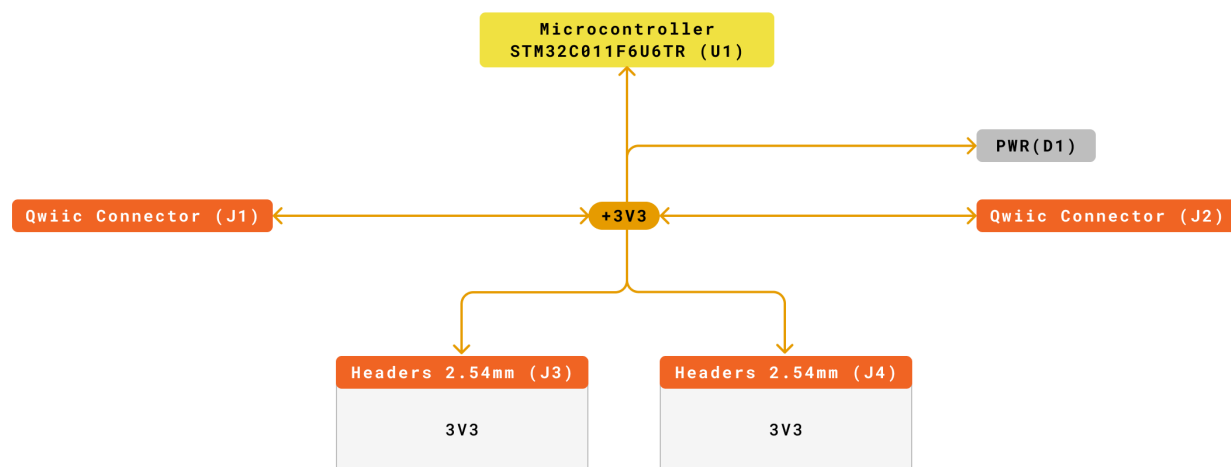 Microcontroller
STM32C011F6U6TR (U1)
PWR(D1)
Qwiic Connector (J1)
+3V3
Qwiic Connector (J2)
Headers 2.54mm (J3)
Headers 2.54mm (J4)
3V3
3V3